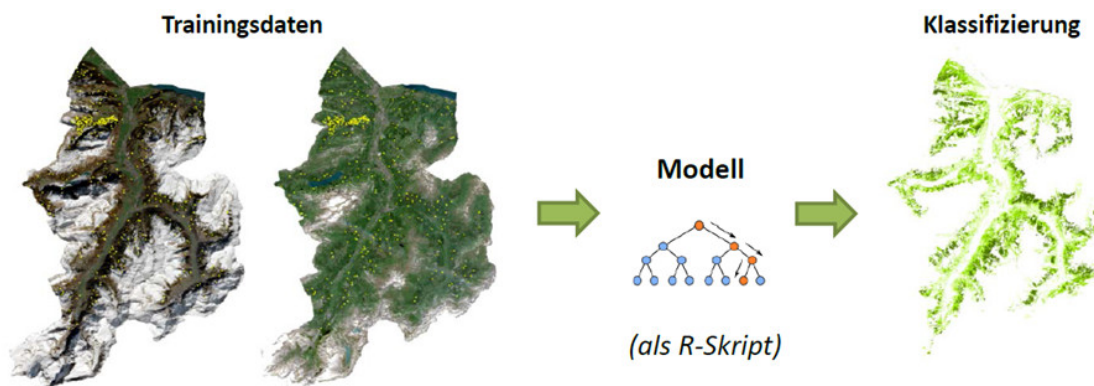 Trainingsdaten
Klassifizierung
Modell
(als R-Skript)